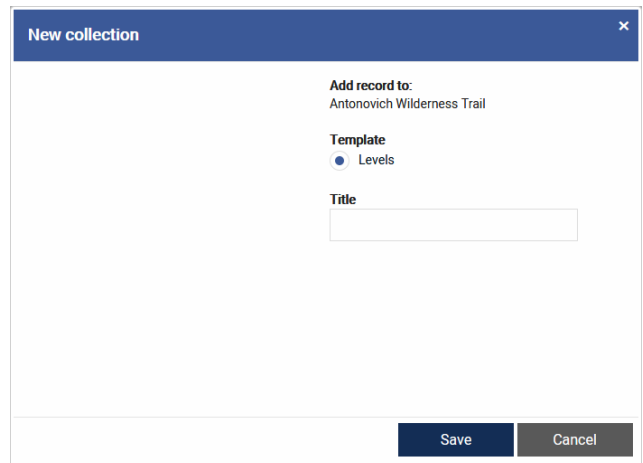 New collection
×
Add record to:
Antonovich Wilderness Trail
Template
Levels
Title
Save
Cancel